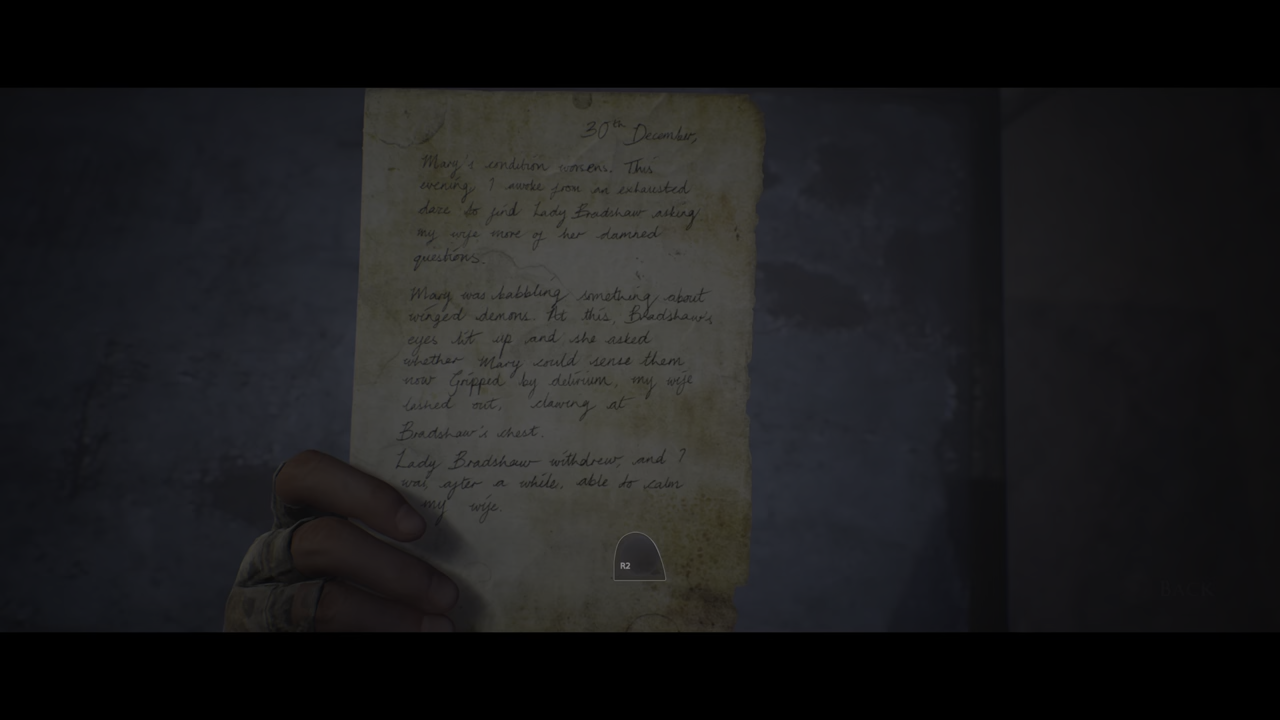 30th December,
Mary's condition worsens. This
evening I awoke from an exhausted
daze to find Lady Bradshaw asking
my wife more of her damned
questions.
Mary was babbling something about
winged demons. At this, Bradshaw's
eyes lit up and she asked
whether Mary could sense them
now. Gripped by delirium, my wife
lashed out, clawing at
Bradshaw's chest.
Lady Bradshaw withdrew, and I
was, after a while, able to calm
my wife.
R2
BACK